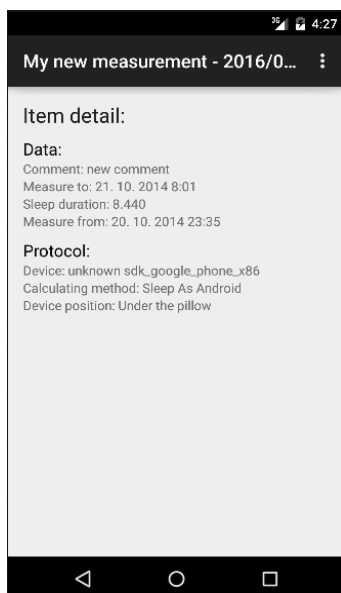 3G 4:27
My new measurement - 2016/0...
Item detail:
Data:
Comment: new comment
Measure to: 21. 10. 2014 8:01
Sleep duration: 8.440
Measure from: 20. 10. 2014 23:35
Protocol:
Device: unknown sdk_google_phone_x86
Calculating method: Sleep As Android
Device position: Under the pillow